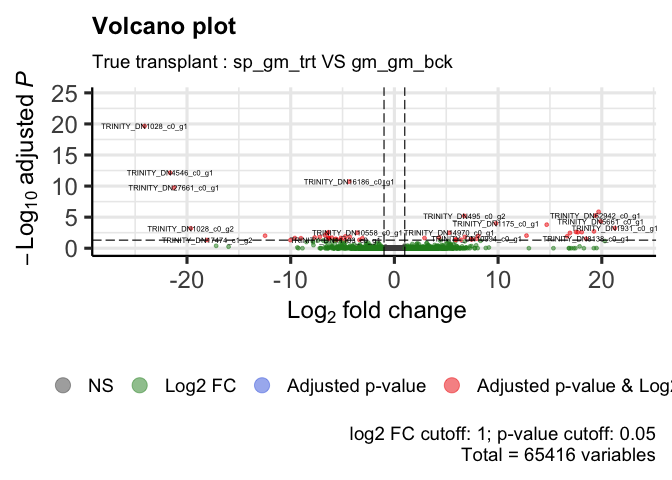 Volcano plot
True transplant : sp_gm_trt VS gm_gm_bck
− Log10 adjusted P
25
20
15
10
5
0
TRINITY_DN1028_c0_g1
TRINITY_DN4546_c0_g1
TRINITY_DN27661_c0_g1
TRINITY_DN16186_c0_g1
TRINITY_DN1028_c0_g2
TRINITY_DN17474_c1_g2
TRINITY_DN495_c0_g2
-20
-10
0
10
20
Log2 fold change
NS
Log2 FC
Adjusted p-value
Adjusted p-value & Log2
log2 FC cutoff: 1; p-value cutoff: 0.05
Total = 65416 variables